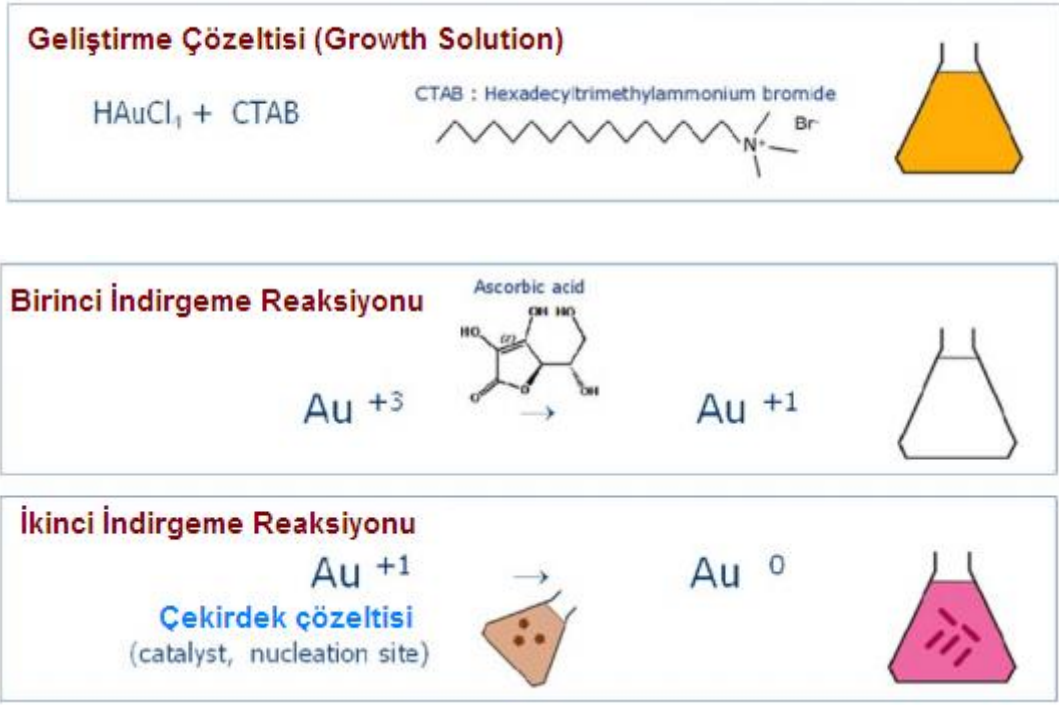 Geliştirme Çözeltisi (Growth Solution)
HAuCl₄ + CTAB
CTAB : Hexadecyltrimethylammonium bromide
N⁺
Br⁻
Birinci İndirgeme Reaksiyonu
Ascorbic acid
OH HO
HO
(Z)
O
O
OH
Au +3 → Au +1
İkinci İndirgeme Reaksiyonu
Au +1 → Au 0
Çekirdek çözeltisi
(catalyst, nucleation site)